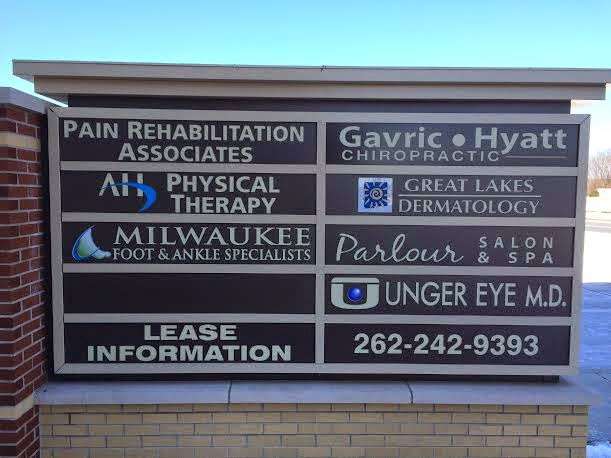 PAIN REHABILITATION
ASSOCIATES
Gavric • Hyatt
CHIROPRACTIC
AH PHYSICAL
THERAPY
GREAT LAKES
DERMATOLOGY
MILWAUKEE
FOOT & ANKLE SPECIALISTS
Parlour SALON
& SPA
UNGER EYE M.D.
LEASE
INFORMATION
262-242-9393